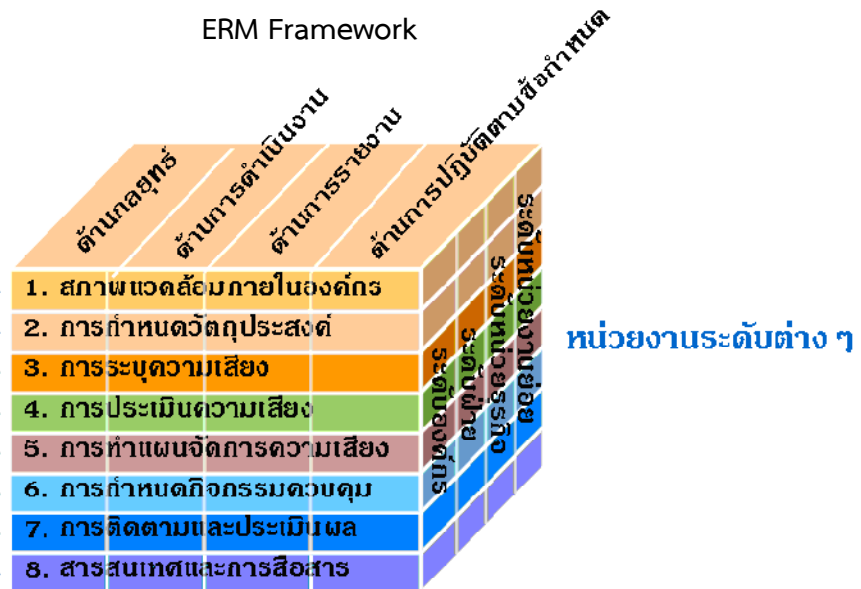 ERM Framework
ด้านกลยุทธ์
ด้านการดำเนินงาน
ด้านการรายงาน
ด้านการปฏิบัติตามข้อกำหนด
1. สภาพแวดล้อมภายในองค์กร
2. การกำหนดวัตถุประสงค์
3. การระบุความเสี่ยง
4. การประเมินความเสี่ยง
5. การทำแผนจัดการความเสี่ยง
6. การกำหนดกิจกรรมควบคุม
7. การติดตามและประเมินผล
8. สารสนเทศและการสื่อสาร
ระดับองค์กร
ระดับฝ่าย
ระดับหน่วยธุรกิจ
ระดับหน่วยงานย่อย
หน่วยงานระดับต่าง ๆ